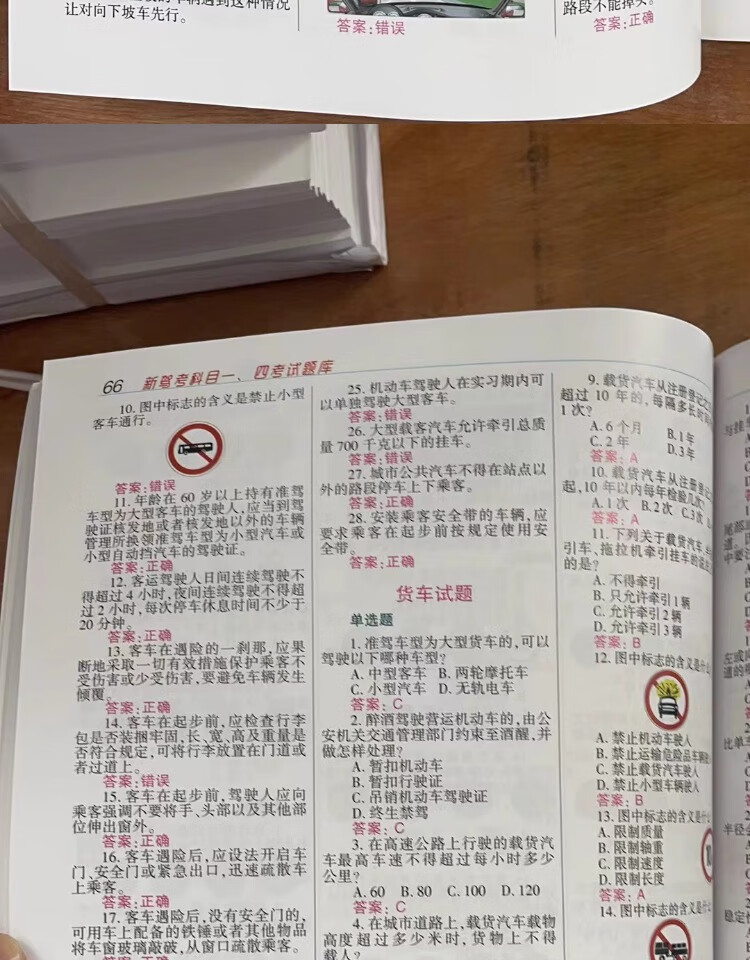 让对向下坡车先行。
答案:错误
路段不能掉头。
答案:正确
66 新驾考科目一、四考试题库
10. 图中标志的含义是禁止小型
客车通行。
答案:错误
11. 年龄在 60 岁以上持有准驾
车型为大型客车的驾驶人,应当到驾
驶证核发地或者核发地以外的车辆
管理所换领准驾车型为小型汽车或
小型自动挡汽车的驾驶证。
答案:正确
12. 客运驾驶人日间连续驾驶不
得超过 4 小时,夜间连续驾驶不得超
过 2 小时,每次停车休息时间不少于
20 分钟。
答案:正确
13. 客车在遇险的一刹那,应果
断地采取一切有效措施保护乘客不
受伤害或少受伤害,要避免车辆发生
倾覆。
答案:正确
14. 客车在起步前,应检查行李
包是否装捆牢固,长、宽、高及重量是
否符合规定,可将行李放置在门道或
者过道上。
答案:错误
15. 客车在起步前,驾驶人应向
乘客强调不要将手、头部以及其他部
位伸出窗外。
答案:正确
16. 客车遇险后,应设法开启车
门、安全门或紧急出口,迅速疏散车
上乘客。
答案:正确
17. 客车遇险后,没有安全门的,
可用车上配备的铁锤或者其他物品
将车窗玻璃敲破,从窗口疏散乘客。
25. 机动车驾驶人在实习期内可
以单独驾驶大型客车。
答案:错误
26. 大型载客汽车允许牵引总质
量 700 千克以下的挂车。
答案:错误
27. 城市公共汽车不得在站点以
外的路段停车上下乘客。
答案:正确
28. 安装乘客安全带的车辆,应
要求乘客在起步前按规定使用安
全带。
答案:正确
货车试题
单选题
1. 准驾车型为大型货车的,可以
驾驶以下哪种车型?
A. 中型客车 B. 两轮摩托车
C. 小型汽车 D. 无轨电车
答案:C
2. 醉酒驾驶营运机动车的,由公
安机关交通管理部门约束至酒醒,并
做怎样处理?
A. 暂扣机动车
B. 暂扣行驶证
C. 吊销机动车驾驶证
D. 终生禁驾
答案:C
3. 在高速公路上行驶的载货汽
车最高车速不得超过每小时多少
公里?
A. 60 B. 80 C. 100 D. 120
答案:C
4. 在城市道路上,载货汽车载物
高度超过多少米时,货物上不得
载人?
9. 载货汽车从注册登记之
超过 10 年的,每隔多长时
1 次?
A. 6 个月 B. 1 年
C. 2 年 D. 3 年
答案:A
10. 载货汽车从注册登记
起,10 年以内每年检验几次?
A. 1 次 B. 2 次 C. 3 次
答案:A
11. 下列关于载货汽车
引车、拖拉机牵引挂车的说
的是?
A. 不得牵引
B. 只允许牵引 1 辆
C. 允许牵引 2 辆
D. 允许牵引 3 辆
答案:B
12. 图中标志的含义是什
A. 禁止机动车驶入
B. 禁止运输危险品车辆
C. 禁止载货汽车驶入
D. 禁止小型车辆驶入
答案:B
13. 图中标志的含义是什
A. 限制质量
B. 限制轴重
C. 限制速度
D. 限制长度
答案:A
14. 图中标志的含义是什